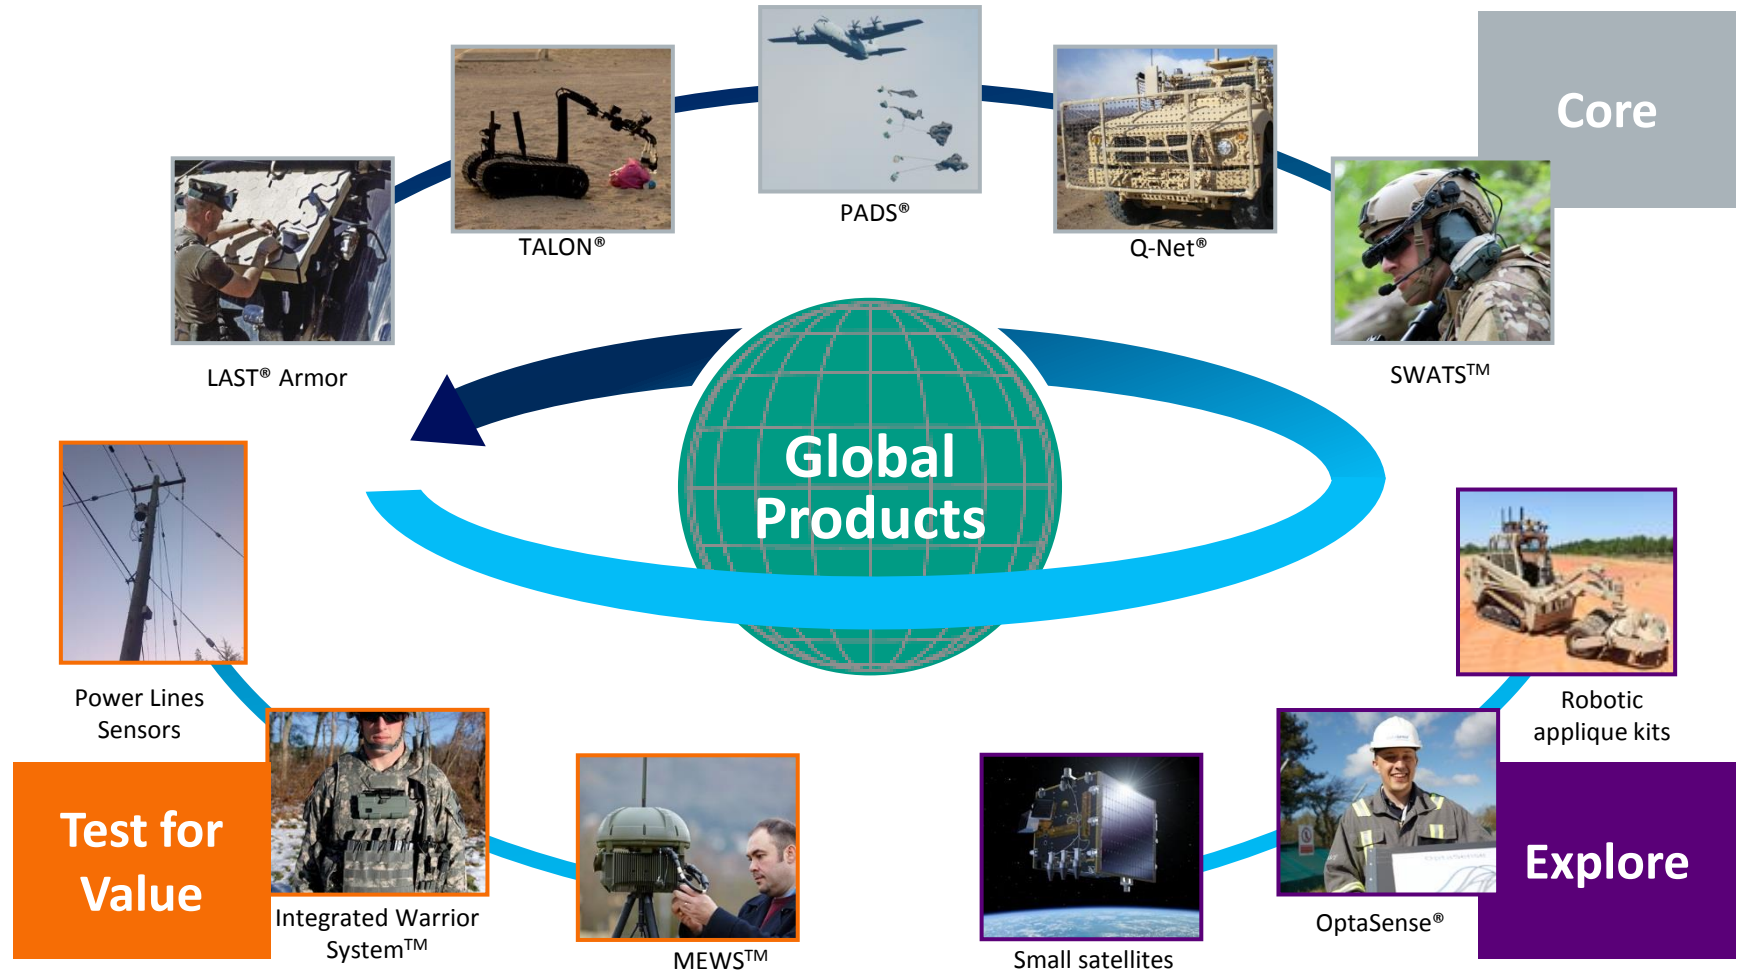 Core
PADS®
TALON®
Q-Net®
LAST® Armor
SWATS™
Global
Products
Power Lines
Sensors
Robotic
applique kits
Test for
Value
Explore
Integrated Warrior
System™
OptaSense®
MEWS™
Small satellites
OptaSense